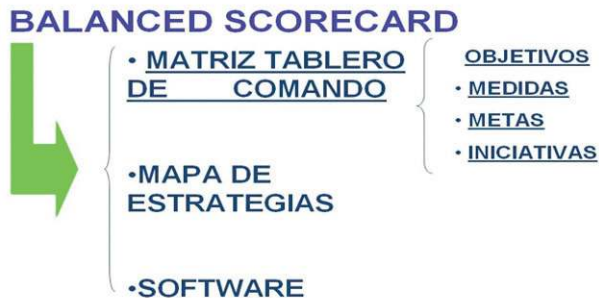 BALANCED SCORECARD
• MATRIZ TABLERO
DE COMANDO
OBJETIVOS
• MEDIDAS
• METAS
• INICIATIVAS
•MAPA DE
ESTRATEGIAS
•SOFTWARE